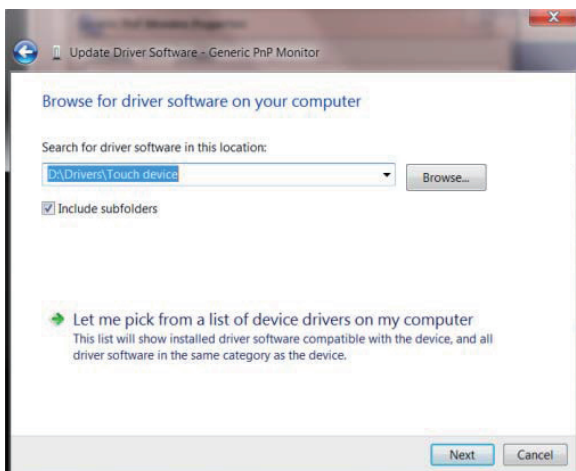 Update Driver Software - Generic PnP Monitor
Browse for driver software on your computer
Search for driver software in this location:
D:\Drivers\Touch device
Browse...
Include subfolders
Let me pick from a list of device drivers on my computer
This list will show installed driver software compatible with the device, and all
driver software in the same category as the device.
Next
Cancel